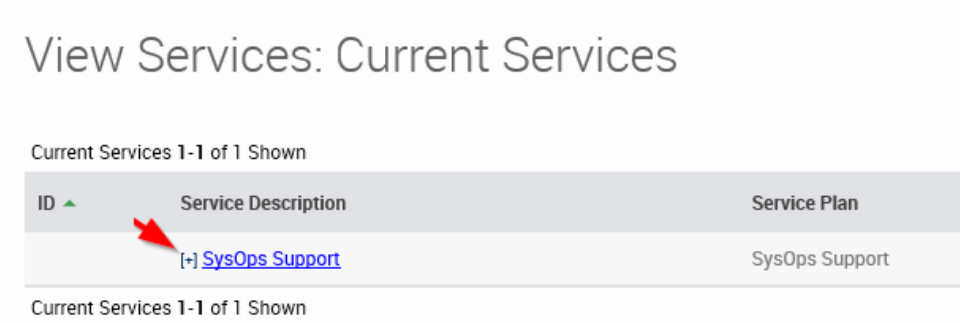 View Services: Current Services
Current Services 1-1 of 1 Shown
ID Service Description Service Plan
[+] SysOps Support SysOps Support
Current Services 1-1 of 1 Shown